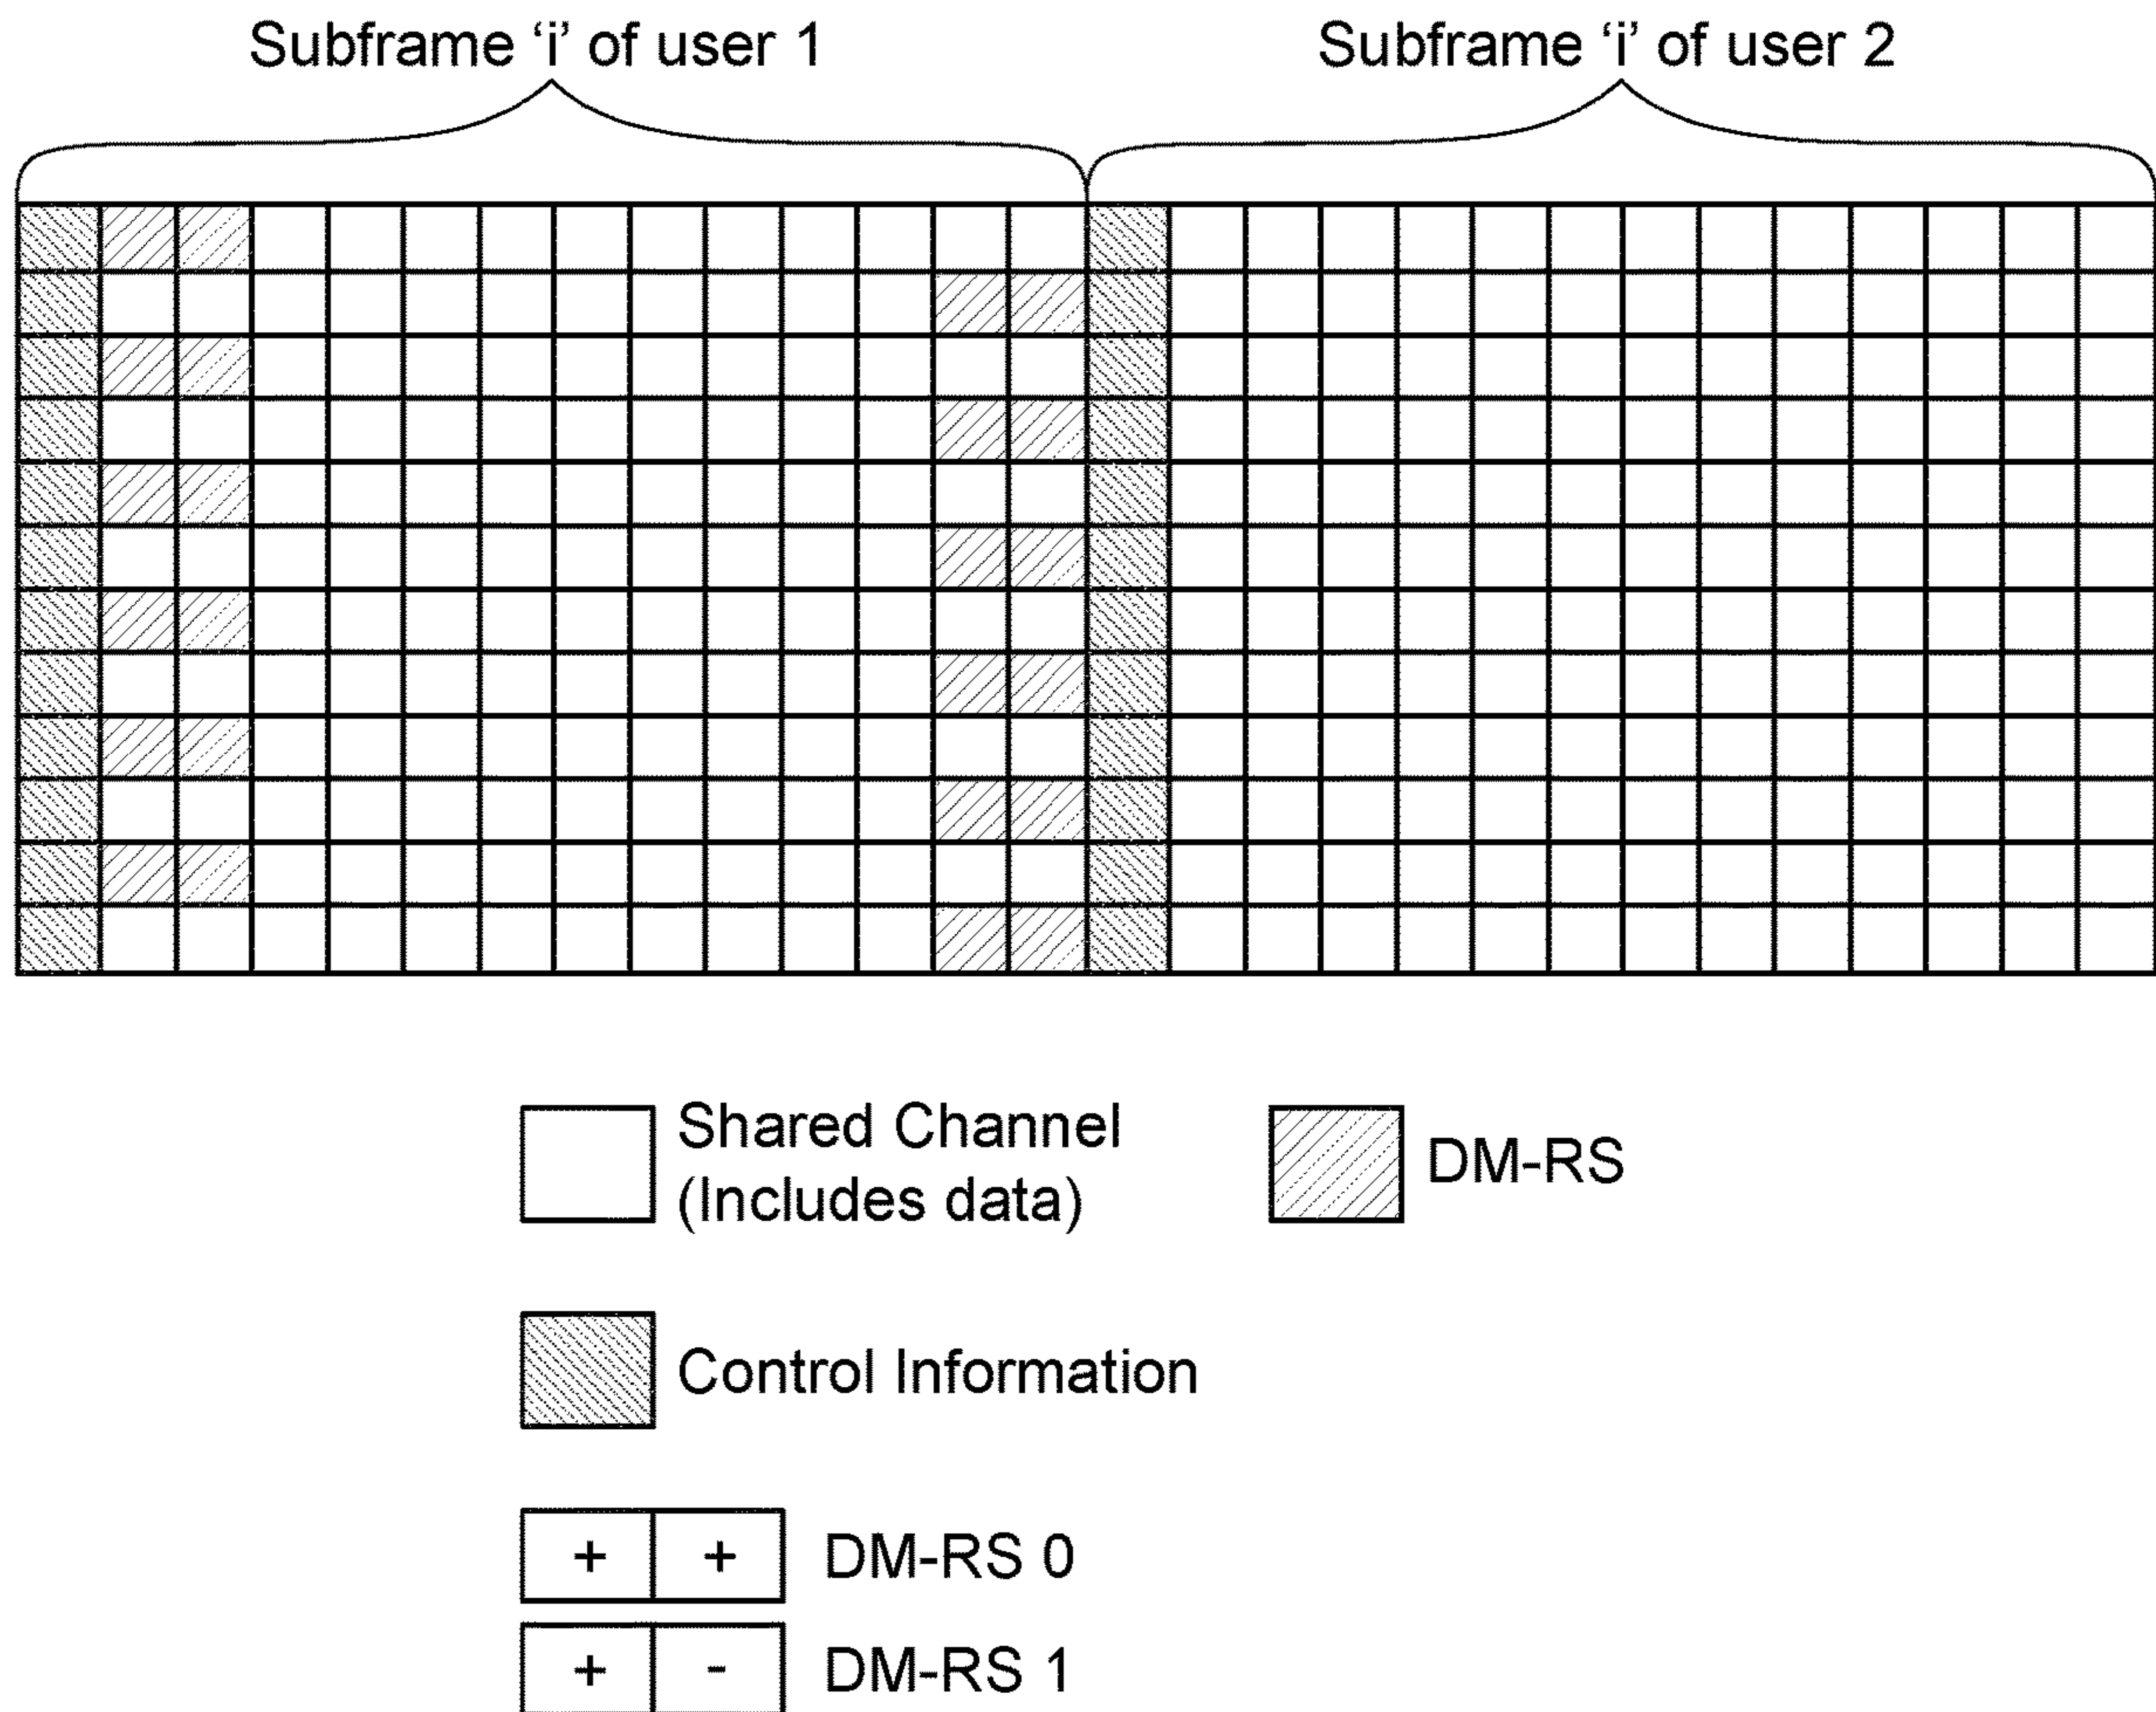 Subframe ‘i’ of user 1
Subframe ‘i’ of user 2
Shared Channel
(Includes data)
DM-RS
Control Information
+ + DM-RS 0
+ - DM-RS 1